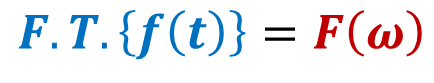 F.T.{f(t)} = F(ω)